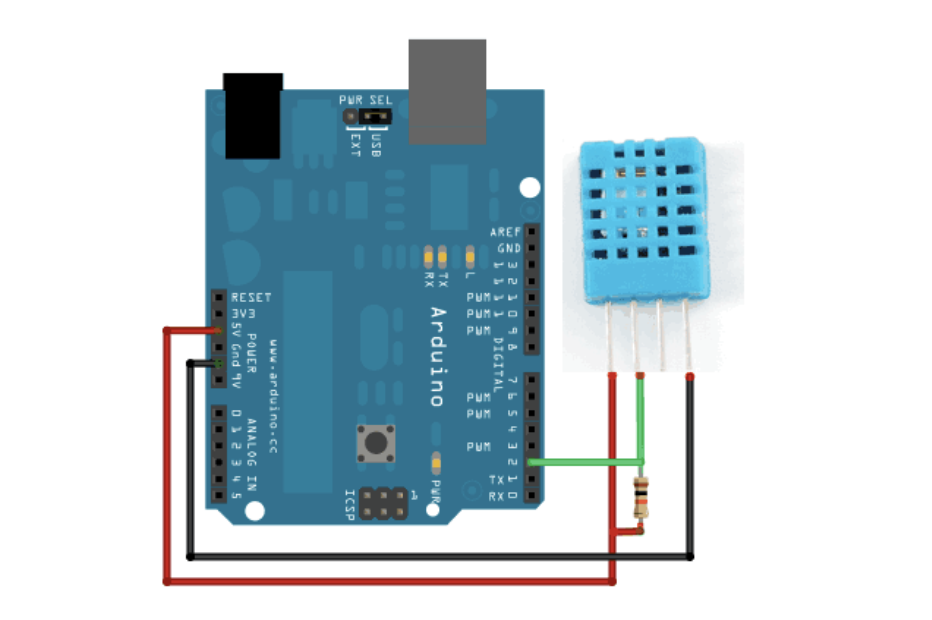 PWR SEL
EXT
USB
AREF
GND
13
12
PWM 11
PWM 10
PWM 9
8
DIGITAL
7
PWM 6
PWM 5
4
PWM 3
2
TX 1
RX 0
RX
TX
L
Arduino
www.arduino.cc
RESET
3V3
5V
Gnd
9V
POWER
0
1
2
3
4
5
ANALOG IN
ICSP
1
PWR